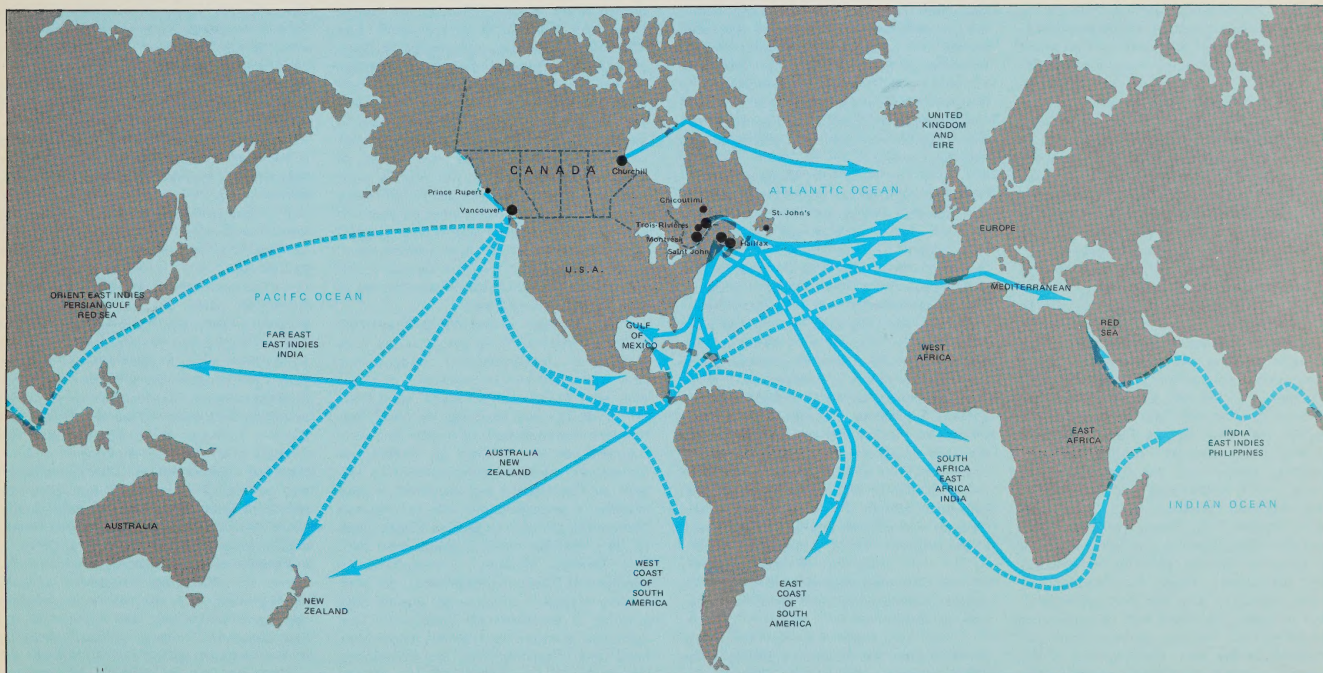 UNITED
KINGDOM
AND
EIRE
CANADA
Churchill
Prince Rupert
Vancouver
ATLANTIC OCEAN
Chicoutimi
St. John's
Trois-Rivières
Montréal
Saint John
Halifax
EUROPE
U.S.A.
MEDITERRANEAN
ORIENT EAST INDIES
PERSIAN GULF
RED SEA
PACIFC OCEAN
FAR EAST
EAST INDIES
INDIA
GULF
OF
MEXICO
RED
SEA
WEST
AFRICA
EAST
AFRICA
INDIA
EAST INDIES
PHILIPPINES
AUSTRALIA
NEW
ZEALAND
SOUTH
AFRICA
EAST
AFRICA
INDIA
INDIAN OCEAN
AUSTRALIA
NEW
ZEALAND
WEST
COAST
OF
SOUTH
AMERICA
EAST
COAST
OF
SOUTH
AMERICA